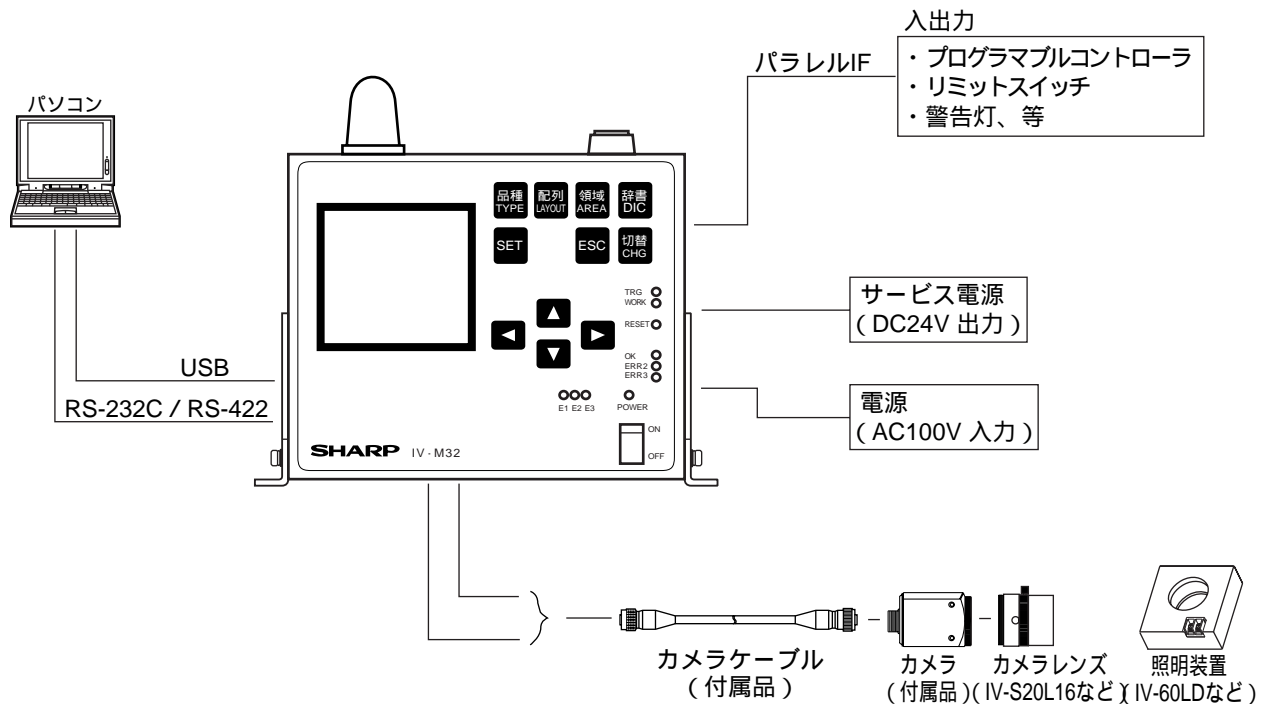 入出力
・プログラマブルコントローラ
・リミットスイッチ
・警告灯、等
パラレルIF
パソコン
品種 TYPE
配列 LAYOUT
領域 AREA
辞書 DIC
SET
ESC
切替 CHG
TRG
WORK
RESET
OK
ERR2
ERR3
E1 E2 E3
POWER
ON
OFF
SHARP IV-M32
サービス電源
(DC24V 出力)
電源
(AC100V 入力)
USB
RS-232C / RS-422
カメラケーブル
(付属品)
カメラ
(付属品)
カメラレンズ
(IV-S20L16など)
照明装置
(IV-60LDなど)